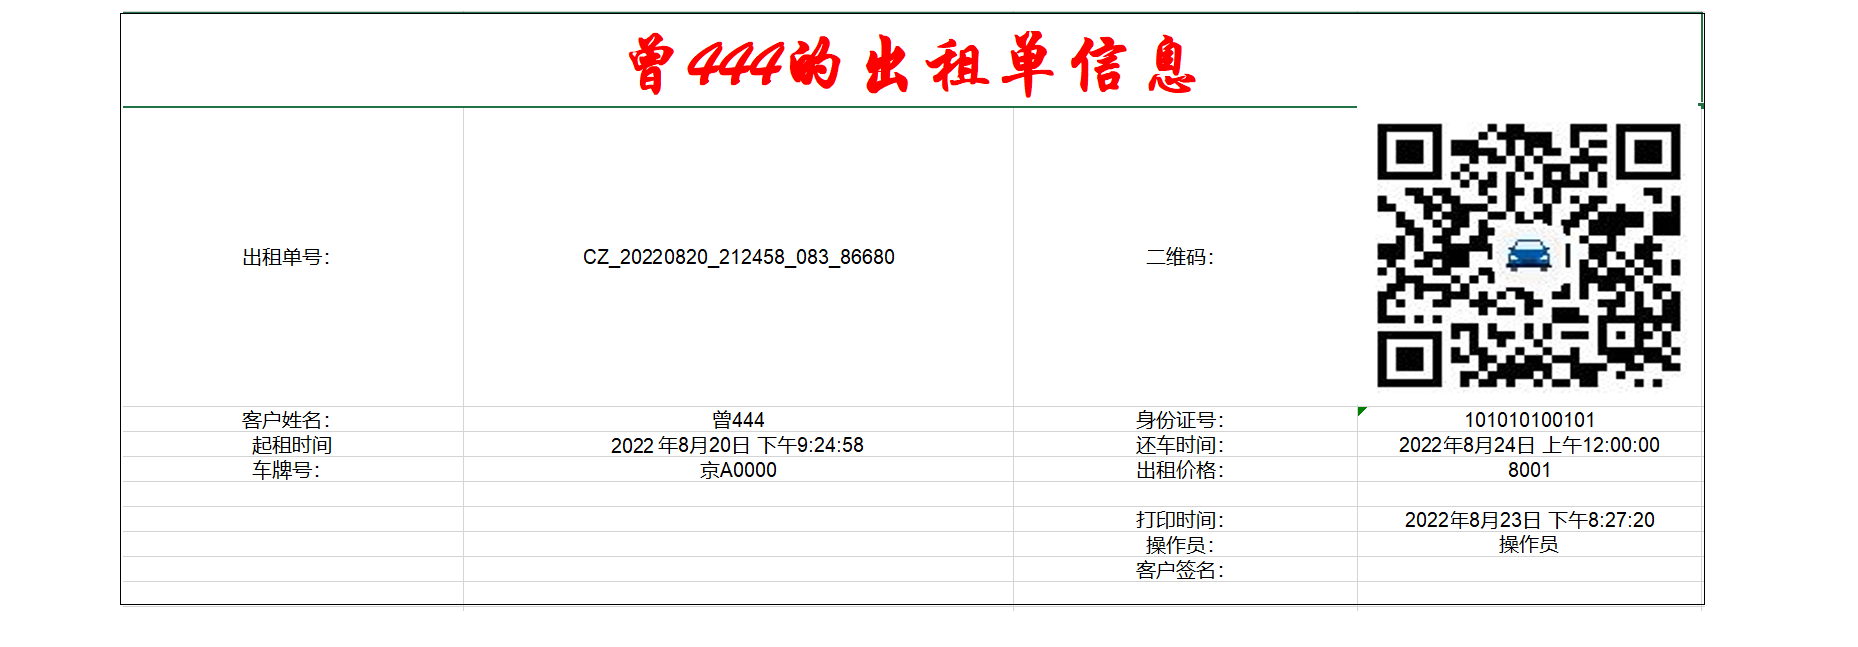 曾444的出租单信息
出租单号： CZ_20220820_212458_083_86680 二维码：
客户姓名： 曾444 身份证号： 101010100101
起租时间 2022年8月20日 下午9:24:58 还车时间： 2022年8月24日 上午12:00:00
车牌号： 京A0000 出租价格： 8001
打印时间： 2022年8月23日 下午8:27:20
操作员： 操作员
客户签名：